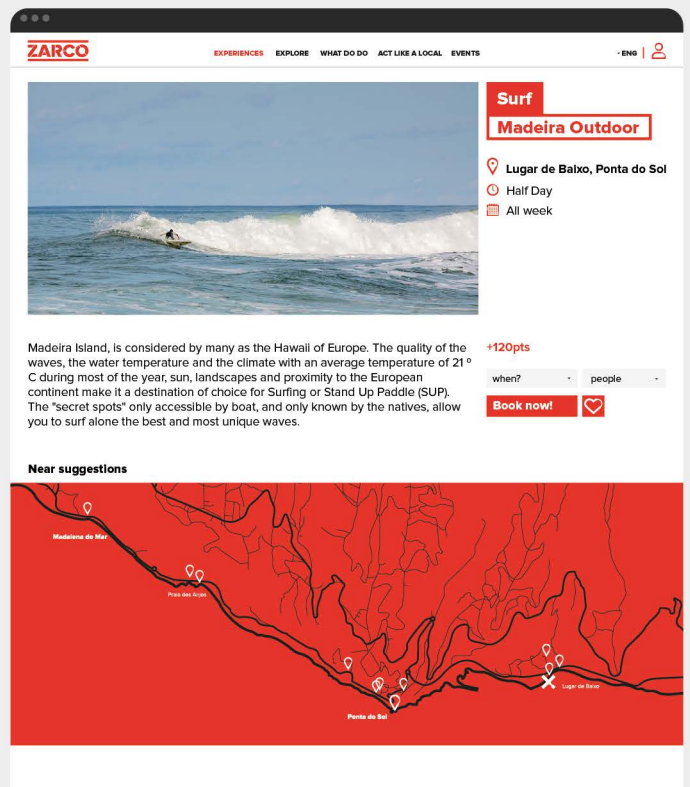 ZARCO
EXPERIENCES EXPLORE WHAT DO DO ACT LIKE A LOCAL EVENTS
- ENG
Surf
Madeira Outdoor
Lugar de Baixo, Ponta do Sol
Half Day
All week
Madeira Island, is considered by many as the Hawaii of Europe. The quality of the
waves, the water temperature and the climate with an average temperature of 21 º
C during most of the year, sun, landscapes and proximity to the European
continent make it a destination of choice for Surfing or Stand Up Paddle (SUP).
The "secret spots" only accessible by boat, and only known by the natives, allow
you to surf alone the best and most unique waves.
+120pts
when? people
Book now!
Near suggestions
Madalena do Mar
Praia dos Anjos
Ponta do Sol
Lugar de Baixo